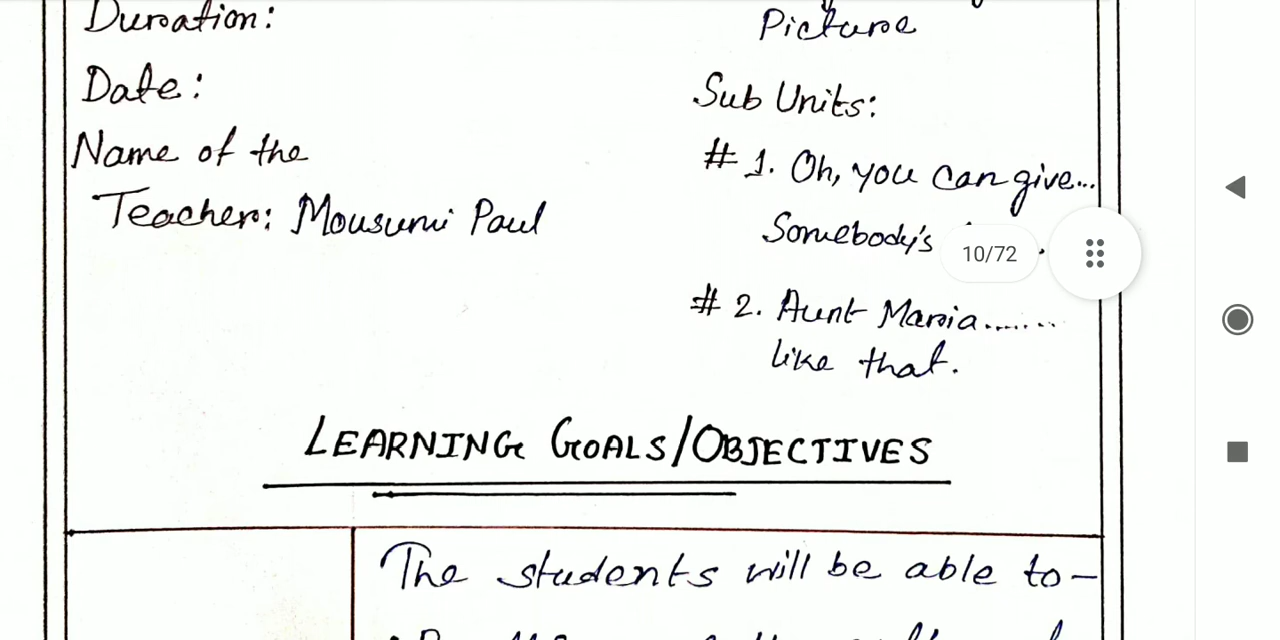 Duration:
Picture
Date:
Sub Units:
Name of the
# 1. Oh, you can give...
Teacher: Mousumi Paul
Somebody's
10/72
# 2. Aunt Maria.......
like that.
LEARNING GOALS/OBJECTIVES
The students will be able to-